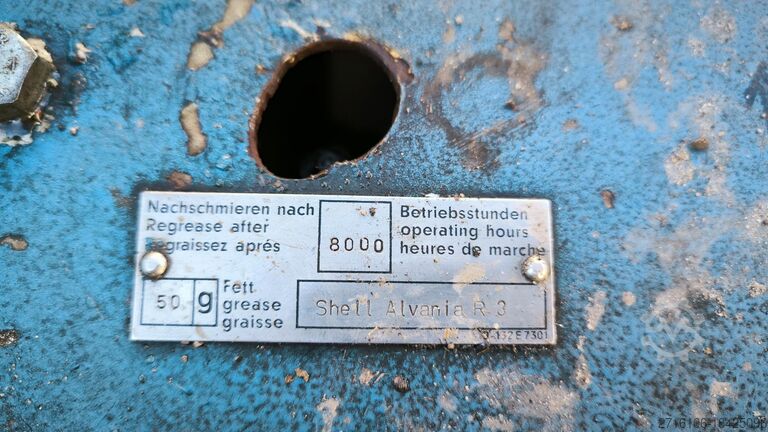 Nachschmieren nach
Regrease after
Regraissez aprés
8000
Betriebsstunden
operating hours
heures de marche
50 g
Fett
grease
graisse
Shell Alvania R 3